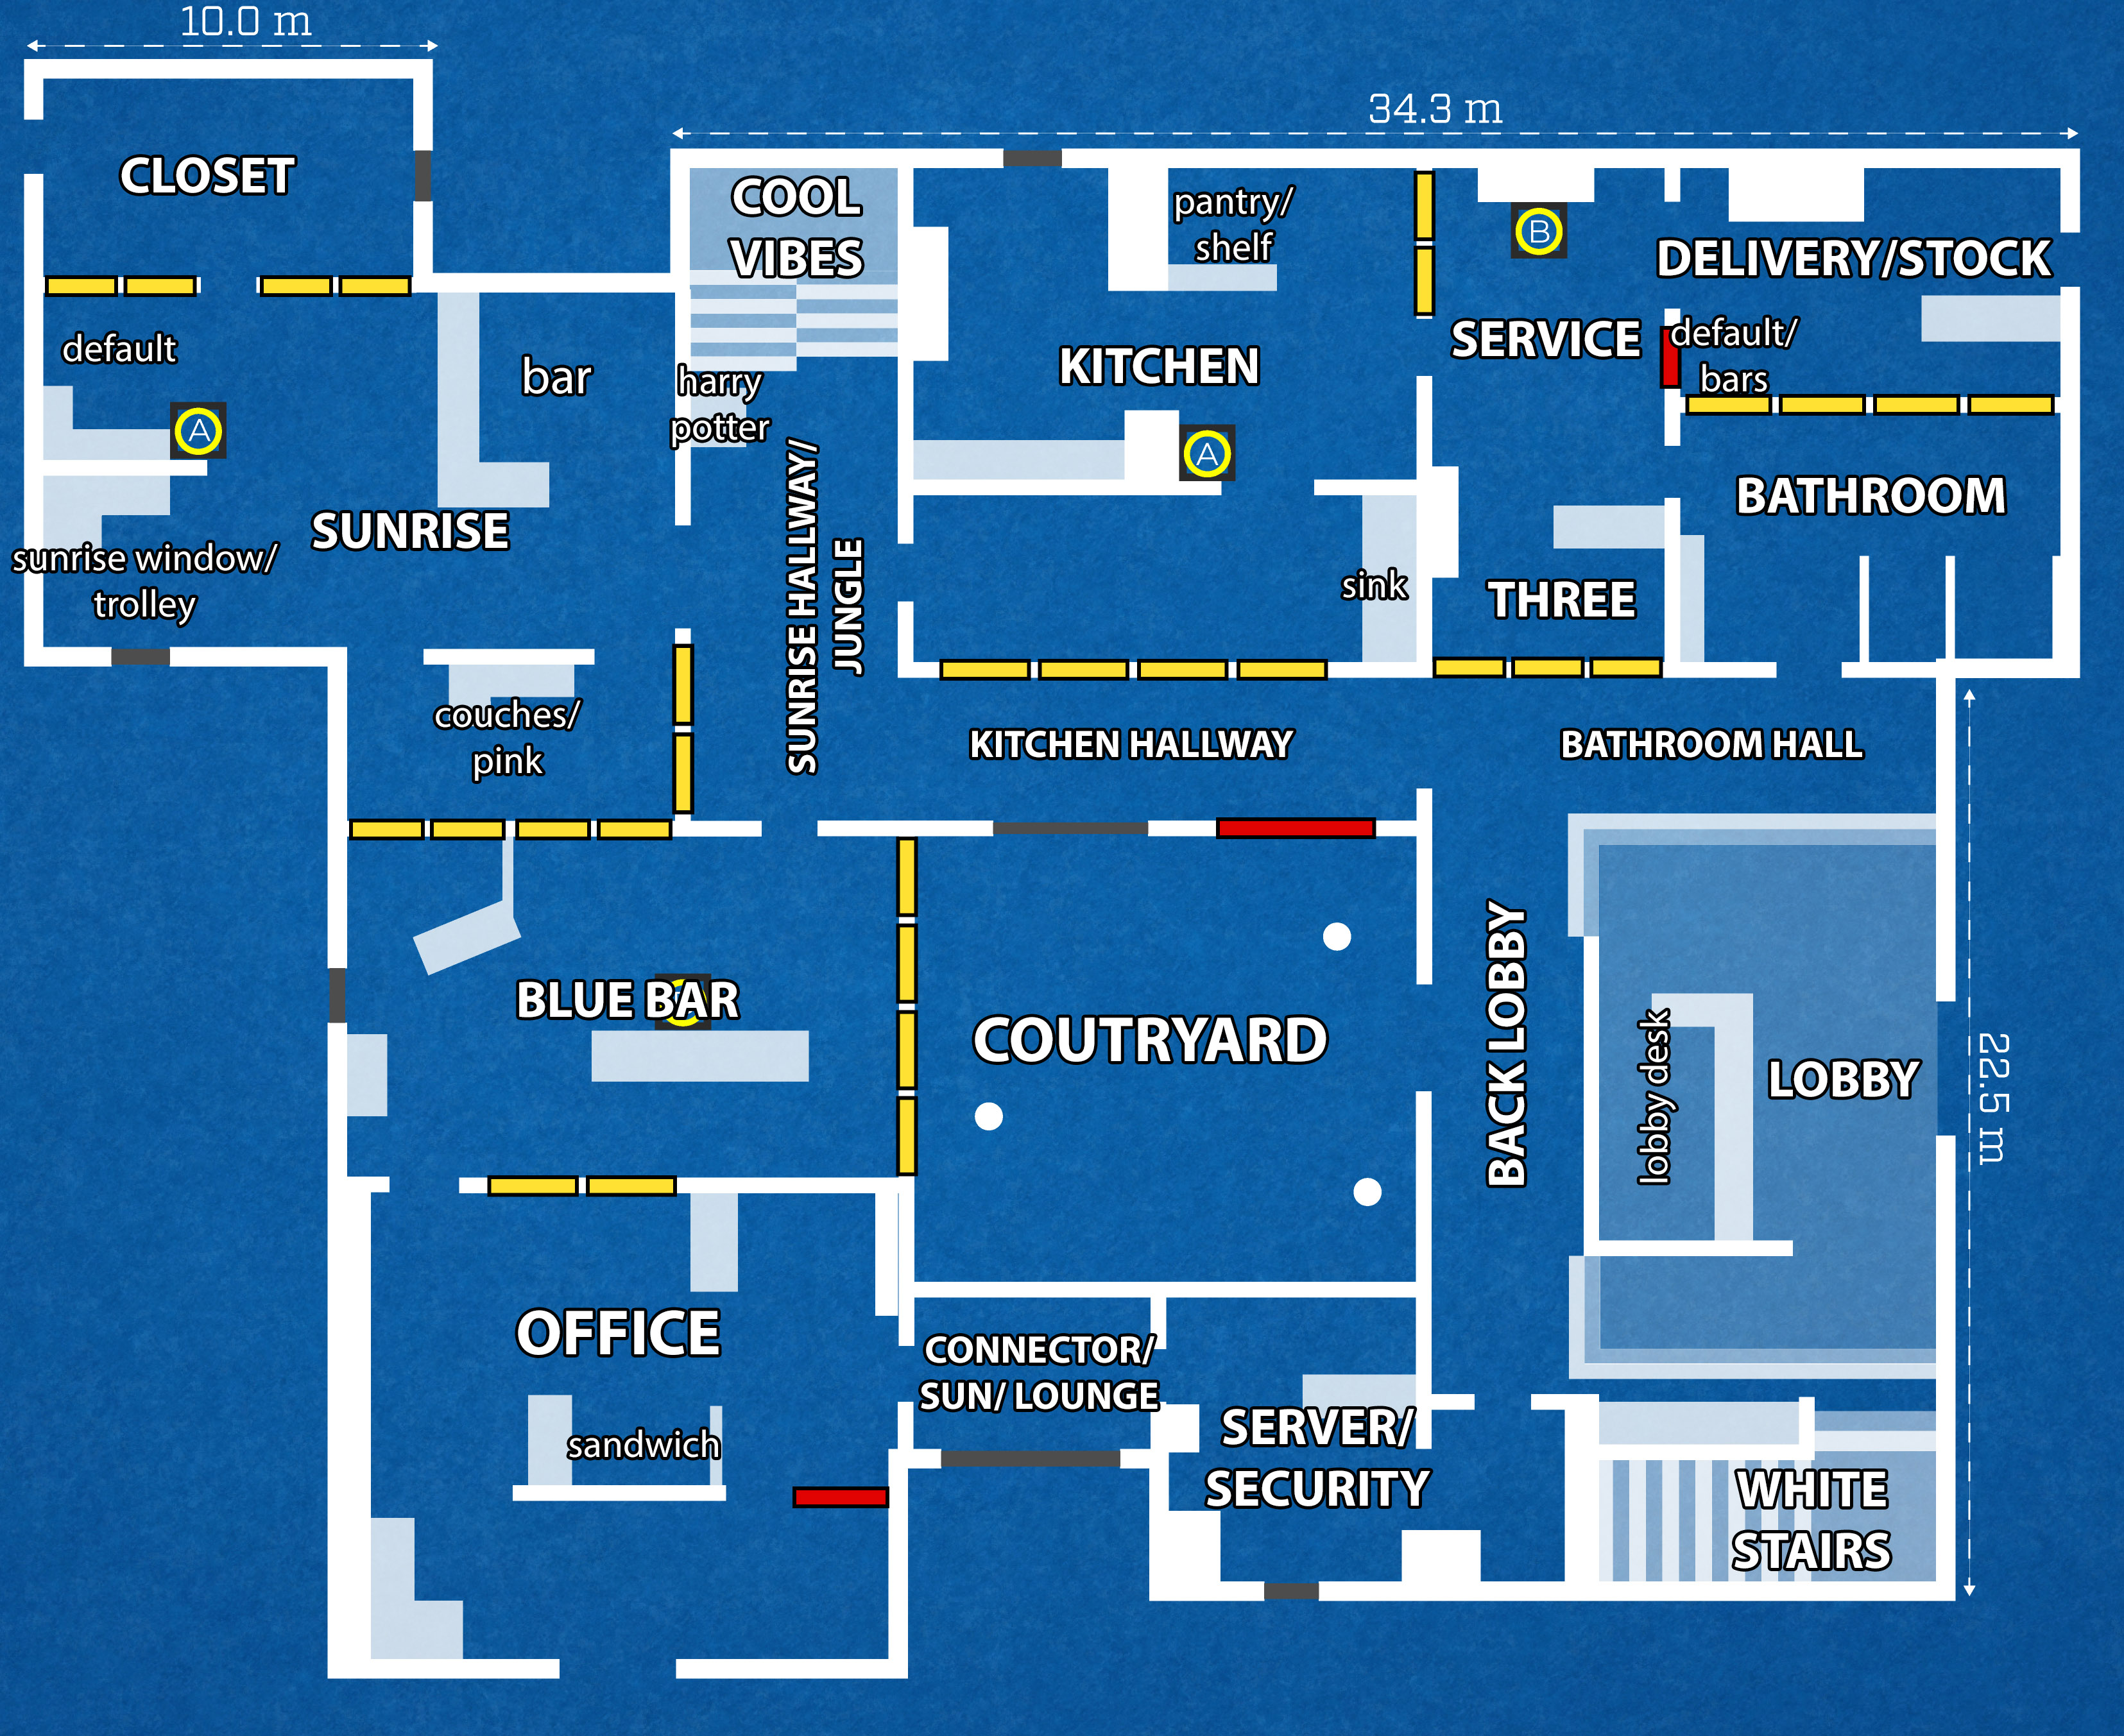 10.0 m
34.3 m
CLOSET
COOL
VIBES
pantry/
shelf
B
DELIVERY/STOCK
default
bar
harry
potter
KITCHEN
SERVICE
default/
bars
A
A
SUNRISE
BATHROOM
sunrise window/
trolley
SUNRISE HALLWAY/
JUNGLE
sink
THREE
couches/
pink
KITCHEN HALLWAY
BATHROOM HALL
BLUE BAR
COUTRYARD
BACK LOBBY
lobby desk
LOBBY
22.5 m
OFFICE
CONNECTOR/
SUN/ LOUNGE
sandwich
SERVER/
SECURITY
WHITE
STAIRS